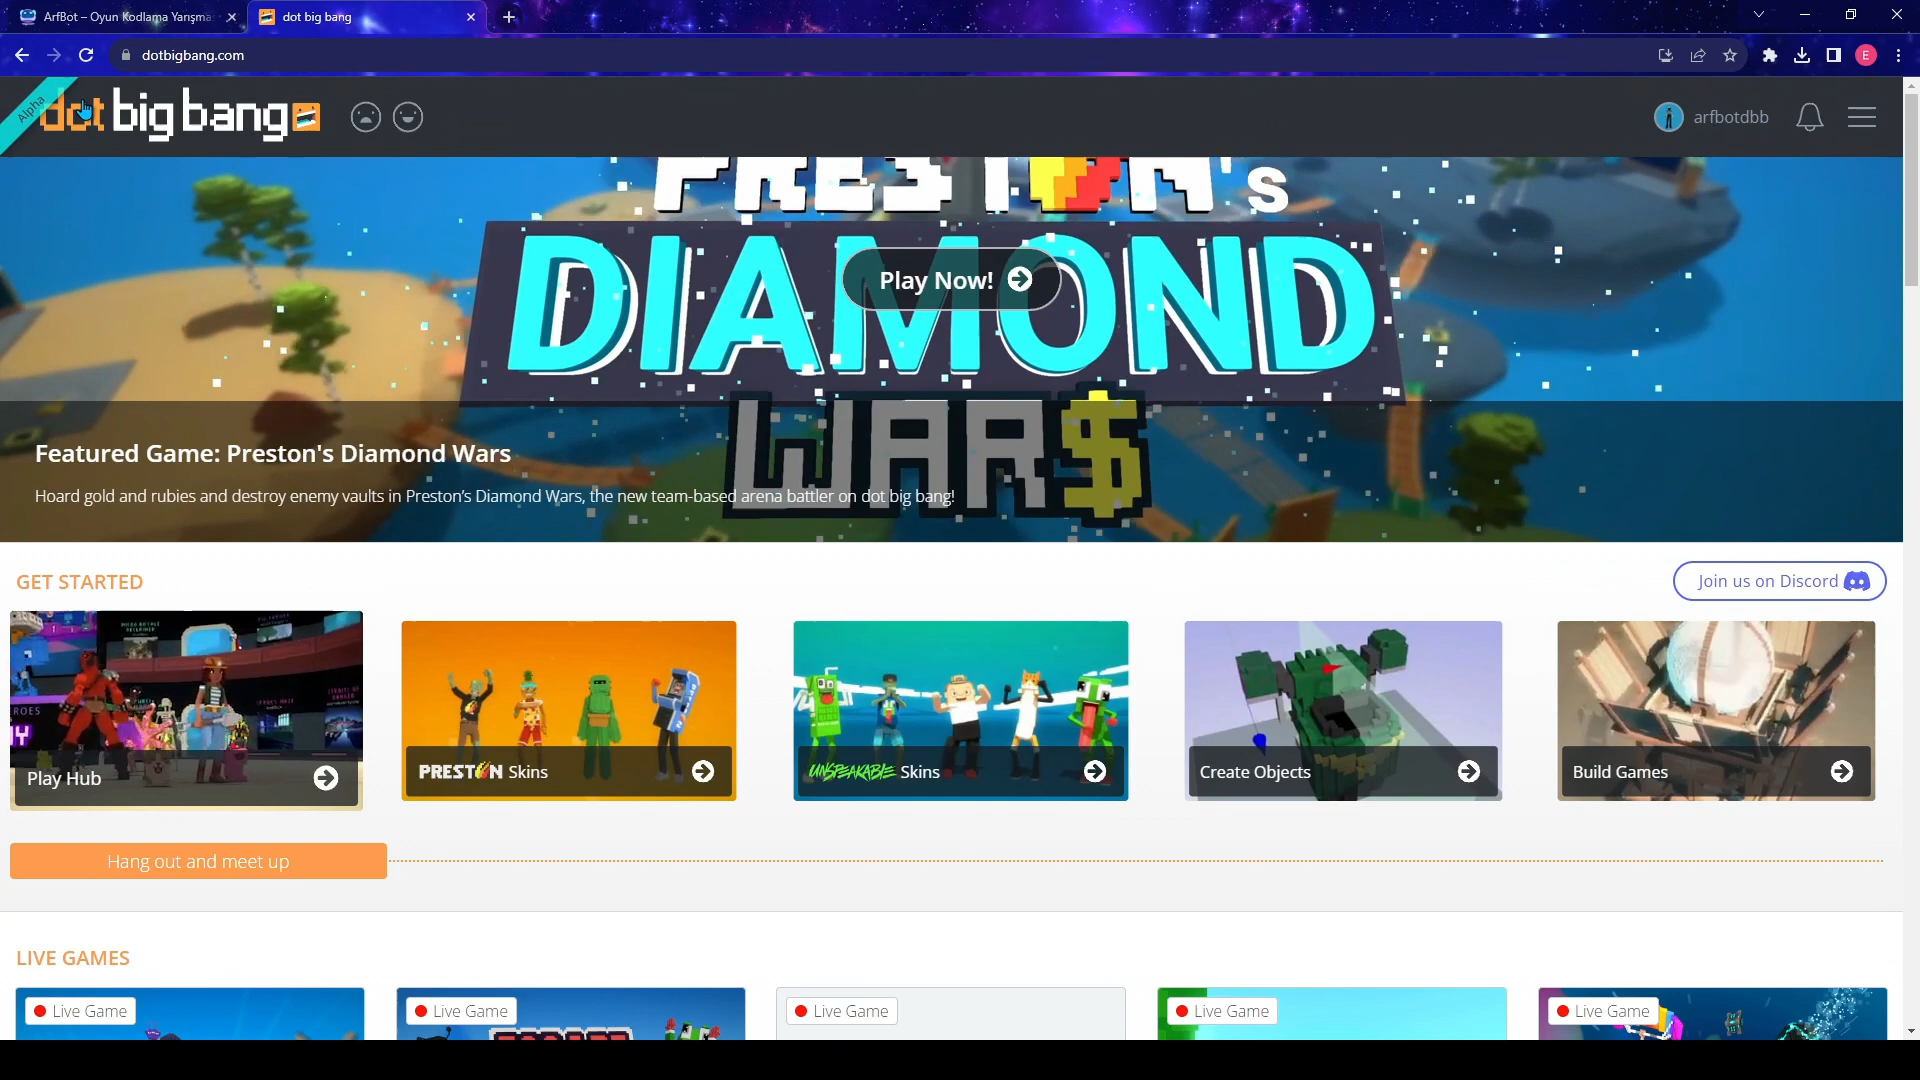 ArfBot – Oyun Kodlama Yarışma
dot big bang
dotbigbang.com
E
Alpha
dot big bang
arfbotdbb
PRESTON's
DIAMOND
Play Now!
WAR$
Featured Game: Preston's Diamond Wars
Hoard gold and rubies and destroy enemy vaults in Preston's Diamond Wars, the new team-based arena battler on dot big bang!
GET STARTED
Join us on Discord
Play Hub
PRESTON Skins
UNSPEAKABLE Skins
Create Objects
Build Games
Hang out and meet up
LIVE GAMES
Live Game
Live Game
Live Game
Live Game
Live Game